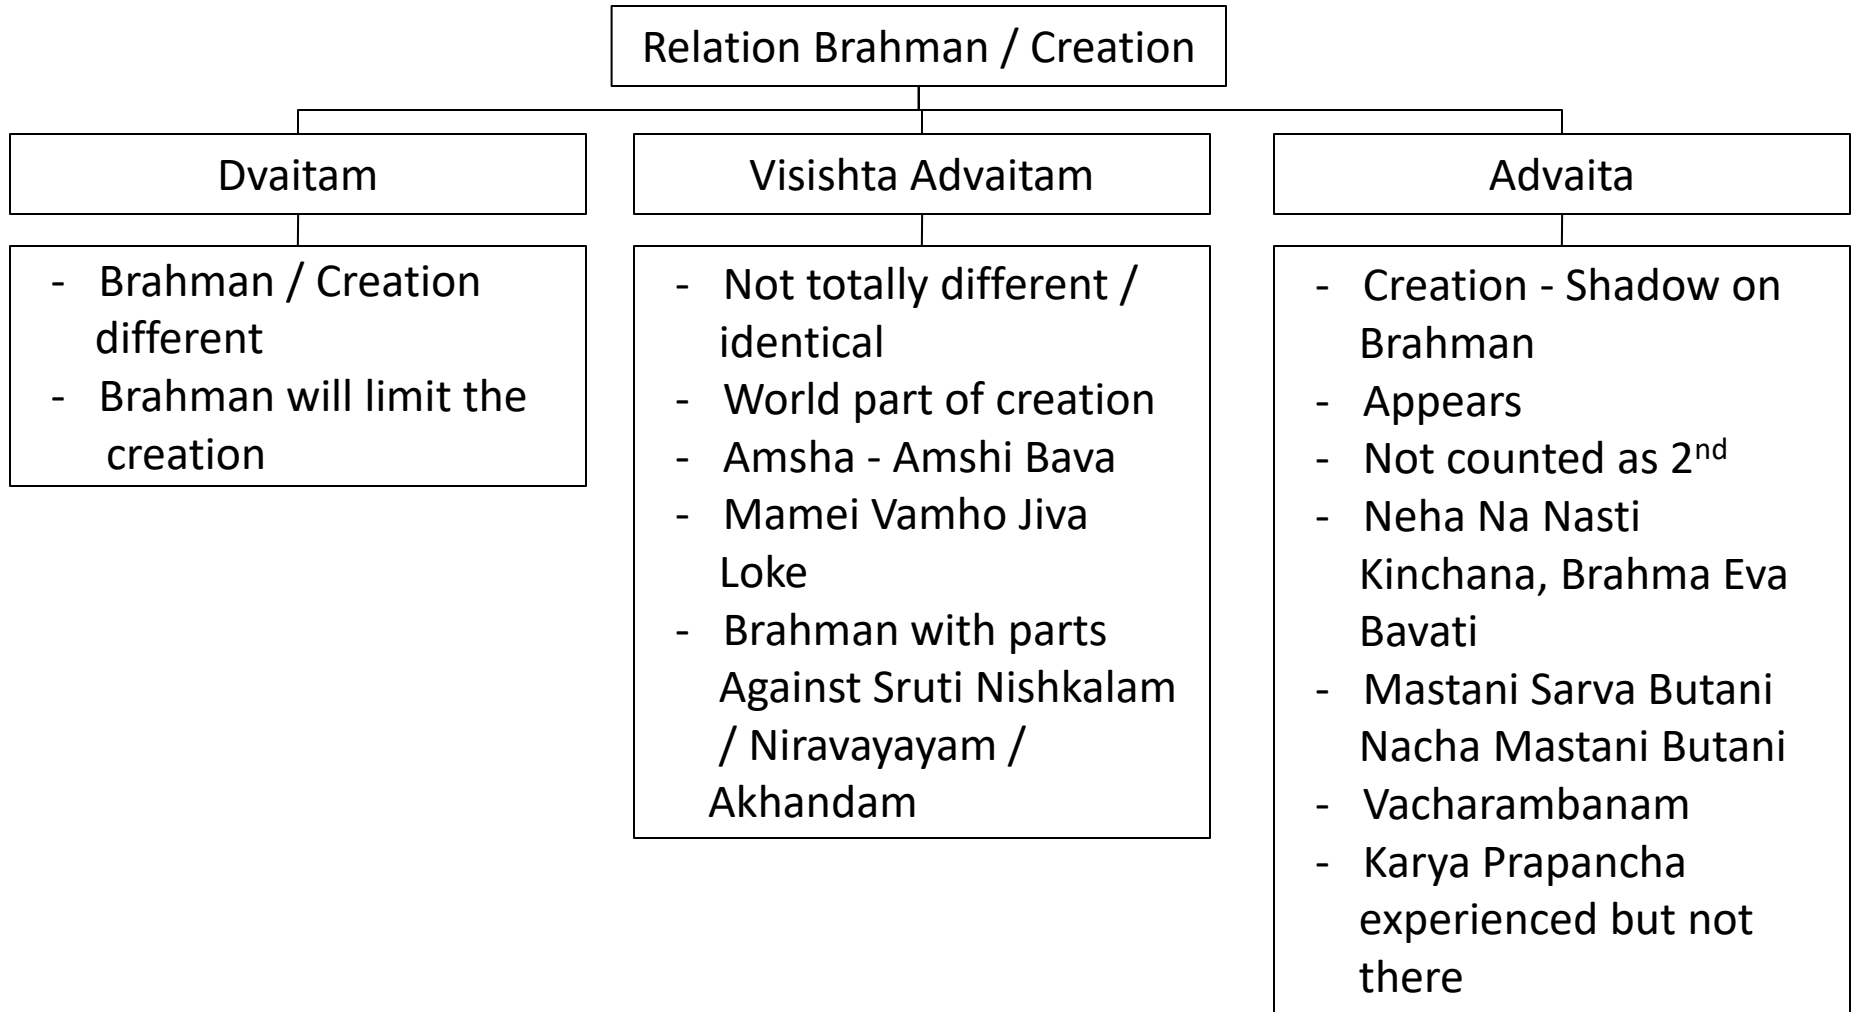 Relation Brahman / Creation
Dvaitam
- Brahman / Creation
different
- Brahman will limit the
creation
Visishta Advaitam
- Not totally different /
identical
- World part of creation
- Amsha - Amshi Bava
- Mamei Vamho Jiva
Loke
- Brahman with parts
Against Sruti Nishkalam
/ Niravayayam /
Akhandam
Advaita
- Creation - Shadow on
Brahman
- Appears
- Not counted as 2nd
- Neha Na Nasti
Kinchana, Brahma Eva
Bavati
- Mastani Sarva Butani
Nacha Mastani Butani
- Vacharambanam
- Karya Prapancha
experienced but not
there